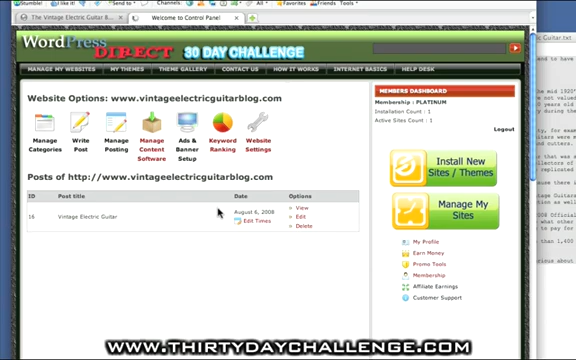 Stumble! I like it! Send to All Favorites Friends Tools
The Vintage Electric Guitar B... Welcome to Control Panel
Guitar.txt
WordPress
DIRECT 30 DAY CHALLENGE
MANAGE MY WEBSITES MY THEMES THEME GALLERY CONTACT US HOW IT WORKS INTERNET BASICS HELP DESK
Website Options: www.vintageelectricguitarblog.com
Manage Categories
Write Post
Manage Posting
Manage Content Software
Ads & Banner Setup
Keyword Ranking
Website Settings
Posts of http://www.vintageelectricguitarblog.com
ID Post title Date Options
16 Vintage Electric Guitar August 6, 2008 View
Edit Times Edit
Delete
MEMBERS DASHBOARD
Membership : PLATINUM
Installation Count : 1
Active Sites Count : 1
Logout
Install New
Sites / Themes
Manage My
Sites
My Profile
Earn Money
Promo Tools
Membership
Affiliate Earnings
Customer Support
WWW.THIRTYDAYCHALLENGE.COM